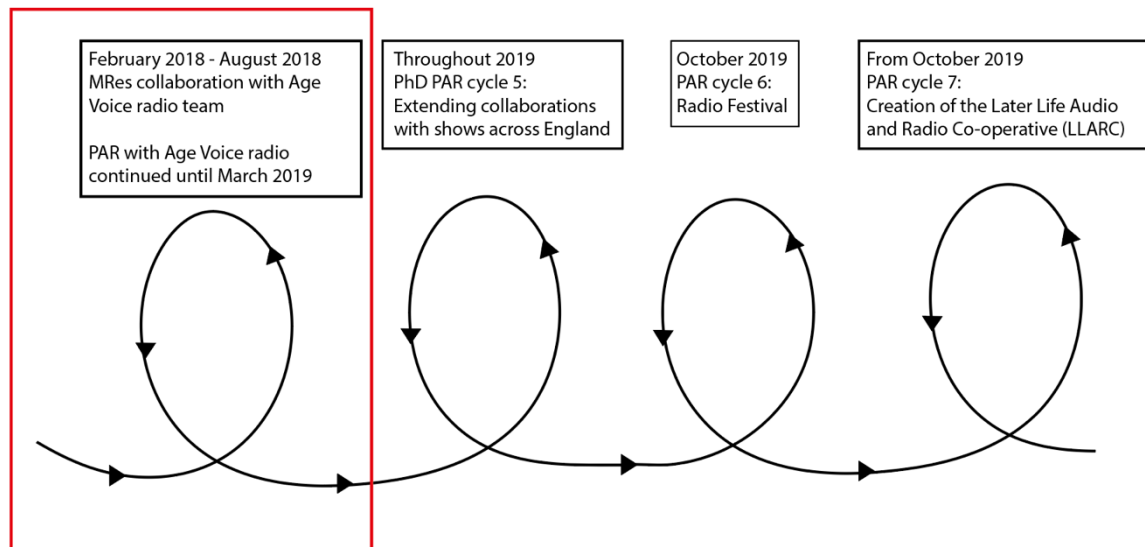 February 2018 - August 2018
MRes collaboration with Age
Voice radio team
PAR with Age Voice radio
continued until March 2019
Throughout 2019
PhD PAR cycle 5:
Extending collaborations
with shows across England
October 2019
PAR cycle 6:
Radio Festival
From October 2019
PAR cycle 7:
Creation of the Later Life Audio
and Radio Co-operative (LLARC)